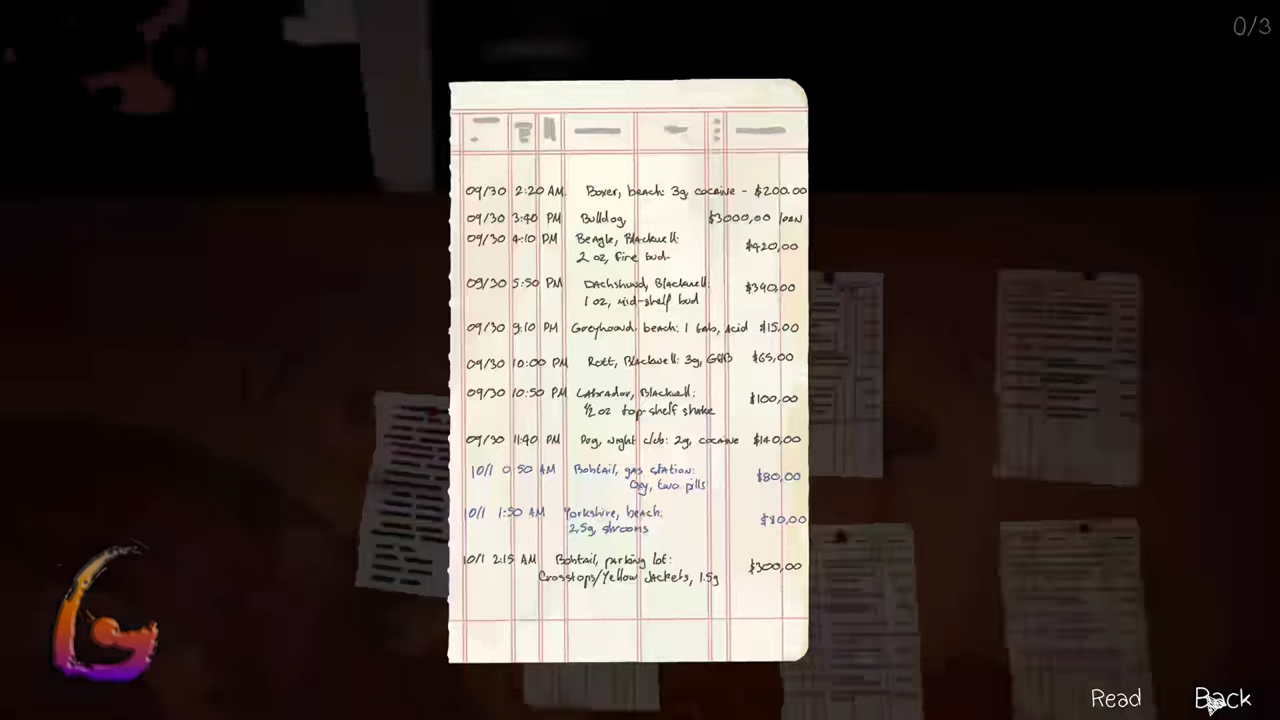 0/3
09/30 2:20 AM. Boxer, beach: 3g, cocaine - $200.00
09/30 3:40 PM Bulldog, $3000,00 loan
09/30 4:10 PM Beagle, Blackwell:
2 oz, fire bud- $420,00
09/30 5:50 PM Dachshund, Blackwell: $340,00
1 oz, mid-shelf bud
09/30 9:10 PM Greyhound, beach: 1 tab, acid $15,00
09/30 10:00 PM Rott, Blackwell: 3g, GHB $65,00
09/30 10:50 PM Labrador, Blackwell: $100,00
1/2 oz top-shelf shake
09/30 11:40 PM Dog, night club: 2g, cocaine $140,00
10/1 0:50 AM Bobtail, gas station: $80,00
Oxy, two pills
10/1 1:50 AM Yorkshire, beach:
2.5g, shrooms
10/1 2:15 AM Bobtail, parking lot: $300,00
Crosstops/Yellow Jackets, 1.5g
Read Back